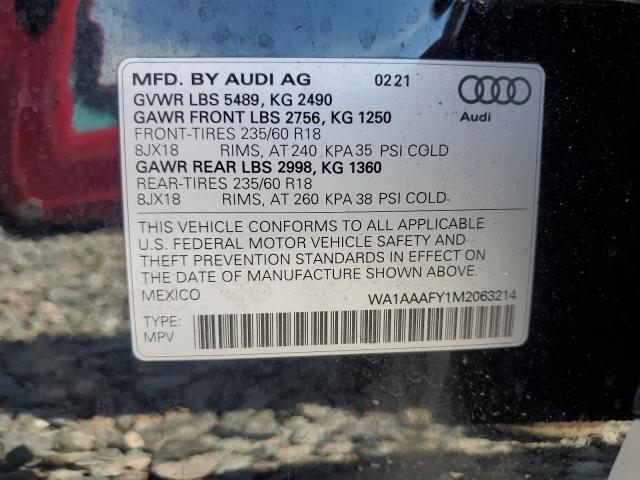 MFD. BY AUDI AG 02 21
GVWR LBS 5489, KG 2490
GAWR FRONT LBS 2756, KG 1250
FRONT-TIRES 235/60 R18
8JX18 RIMS, AT 240 KPA 35 PSI COLD
GAWR REAR LBS 2998, KG 1360
REAR-TIRES 235/60 R18
8JX18 RIMS, AT 260 KPA 38 PSI COLD
Audi
THIS VEHICLE CONFORMS TO ALL APPLICABLE
U.S. FEDERAL MOTOR VEHICLE SAFETY AND
THEFT PREVENTION STANDARDS IN EFFECT ON
THE DATE OF MANUFACTURE SHOWN ABOVE.
MEXICO WA1AAAFY1M2063214
TYPE:
MPV